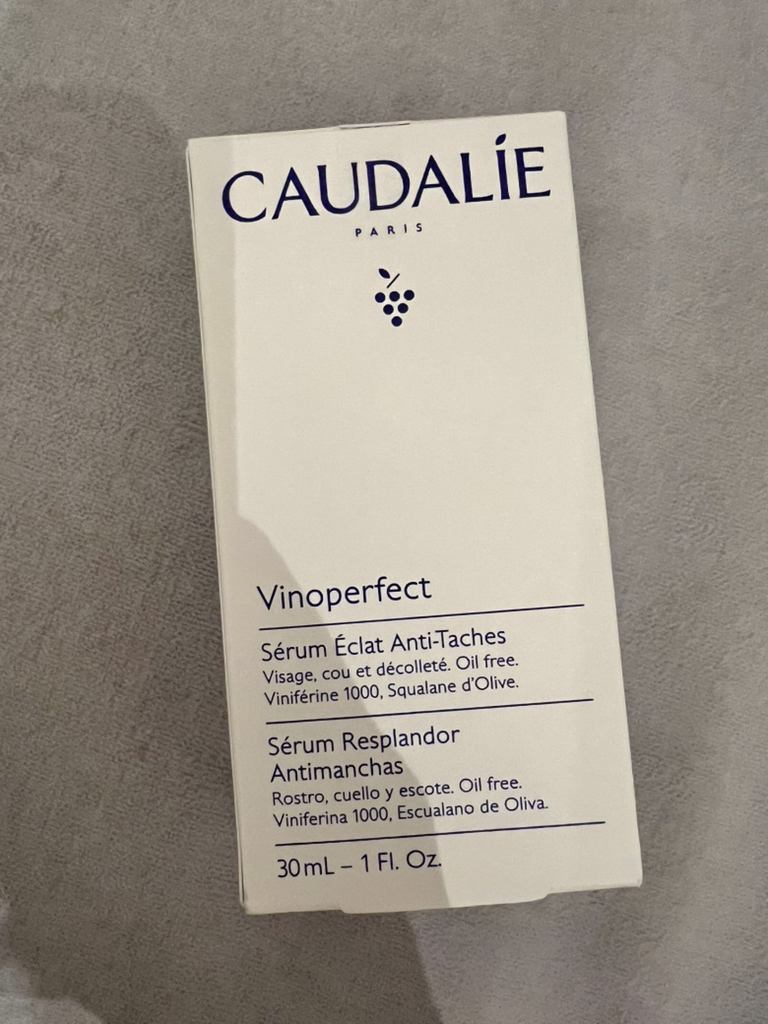 CAUDALÍE
PARIS
Vinoperfect
Sérum Éclat Anti-Taches
Visage, cou et décolleté. Oil free.
Viniférine 1000, Squalane d'Olive.
Sérum Resplandor
Antimanchas
Rostro, cuello y escote. Oil free.
Viniferina 1000, Escualano de Oliva.
30 mL – 1 Fl. Oz.